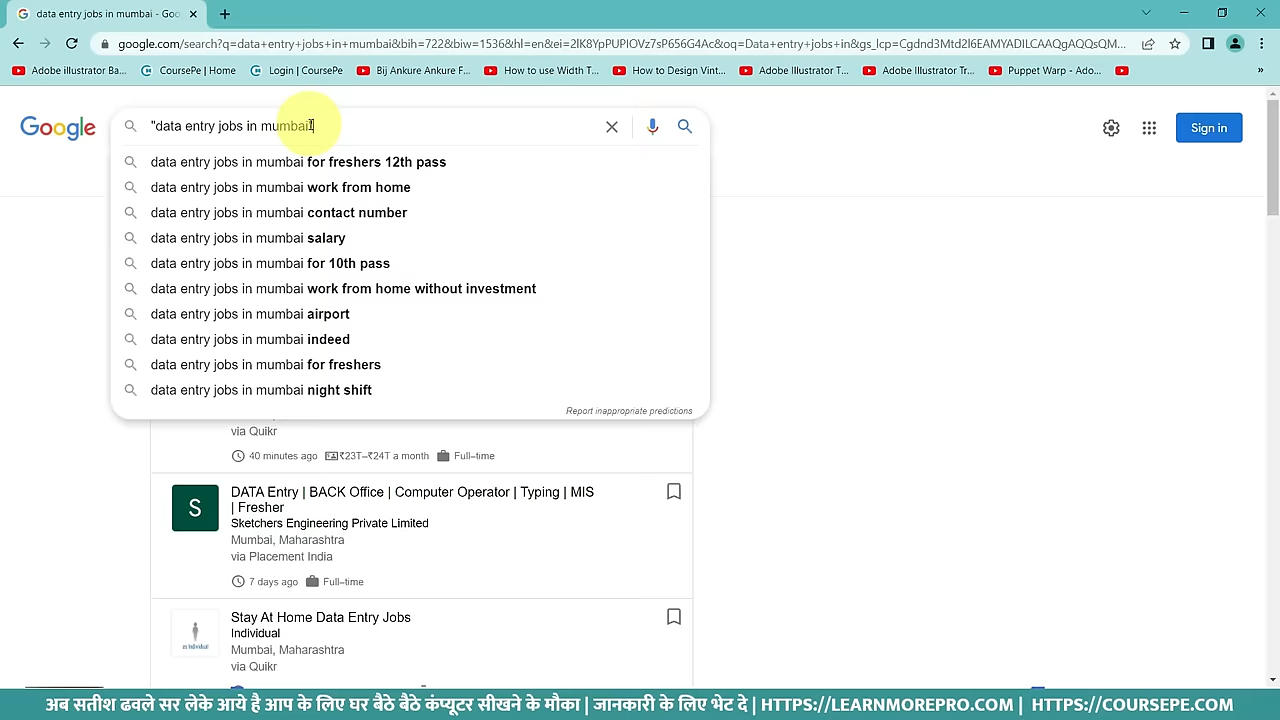 data entry jobs in mumbai - Goo
google.com/search?q=data+entry+jobs+in+mumbai&bih=722&biw=1536&hl=en&ei=2lK8YpPUPIOVz7sP656G4Ac&oq=Data+entry+jobs+in&gs_lcp=Cgdnd3Mtd2l6EAMYADILCAAQgAQQsQM...
Adobe illustrator Ba... CoursePe | Home Login | CoursePe Bij Ankure Ankure F... How to Use Width T... How to Design Vint... Adobe Illustrator T... Adobe Illustrator Tr... Puppet Warp - Ado...
Google
"data entry jobs in mumbai
Sign in
data entry jobs in mumbai for freshers 12th pass
data entry jobs in mumbai work from home
data entry jobs in mumbai contact number
data entry jobs in mumbai salary
data entry jobs in mumbai for 10th pass
data entry jobs in mumbai work from home without investment
data entry jobs in mumbai airport
data entry jobs in mumbai indeed
data entry jobs in mumbai for freshers
data entry jobs in mumbai night shift
Report inappropriate predictions
via Quikr
40 minutes ago ₹23T–₹24T a month Full–time
S
DATA Entry | BACK Office | Computer Operator | Typing | MIS
| Fresher
Sketchers Engineering Private Limited
Mumbai, Maharashtra
via Placement India
7 days ago Full–time
Stay At Home Data Entry Jobs
Individual
Mumbai, Maharashtra
via Quikr
अब सतीश ढवले सर लेके आये है आप के लिए घर बैठे बैठे कंप्यूटर सीखने के मौका | जानकारी के लिए भेट दे | HTTPS://LEARNMOREPRO.COM | HTTPS://COURSEPE.COM